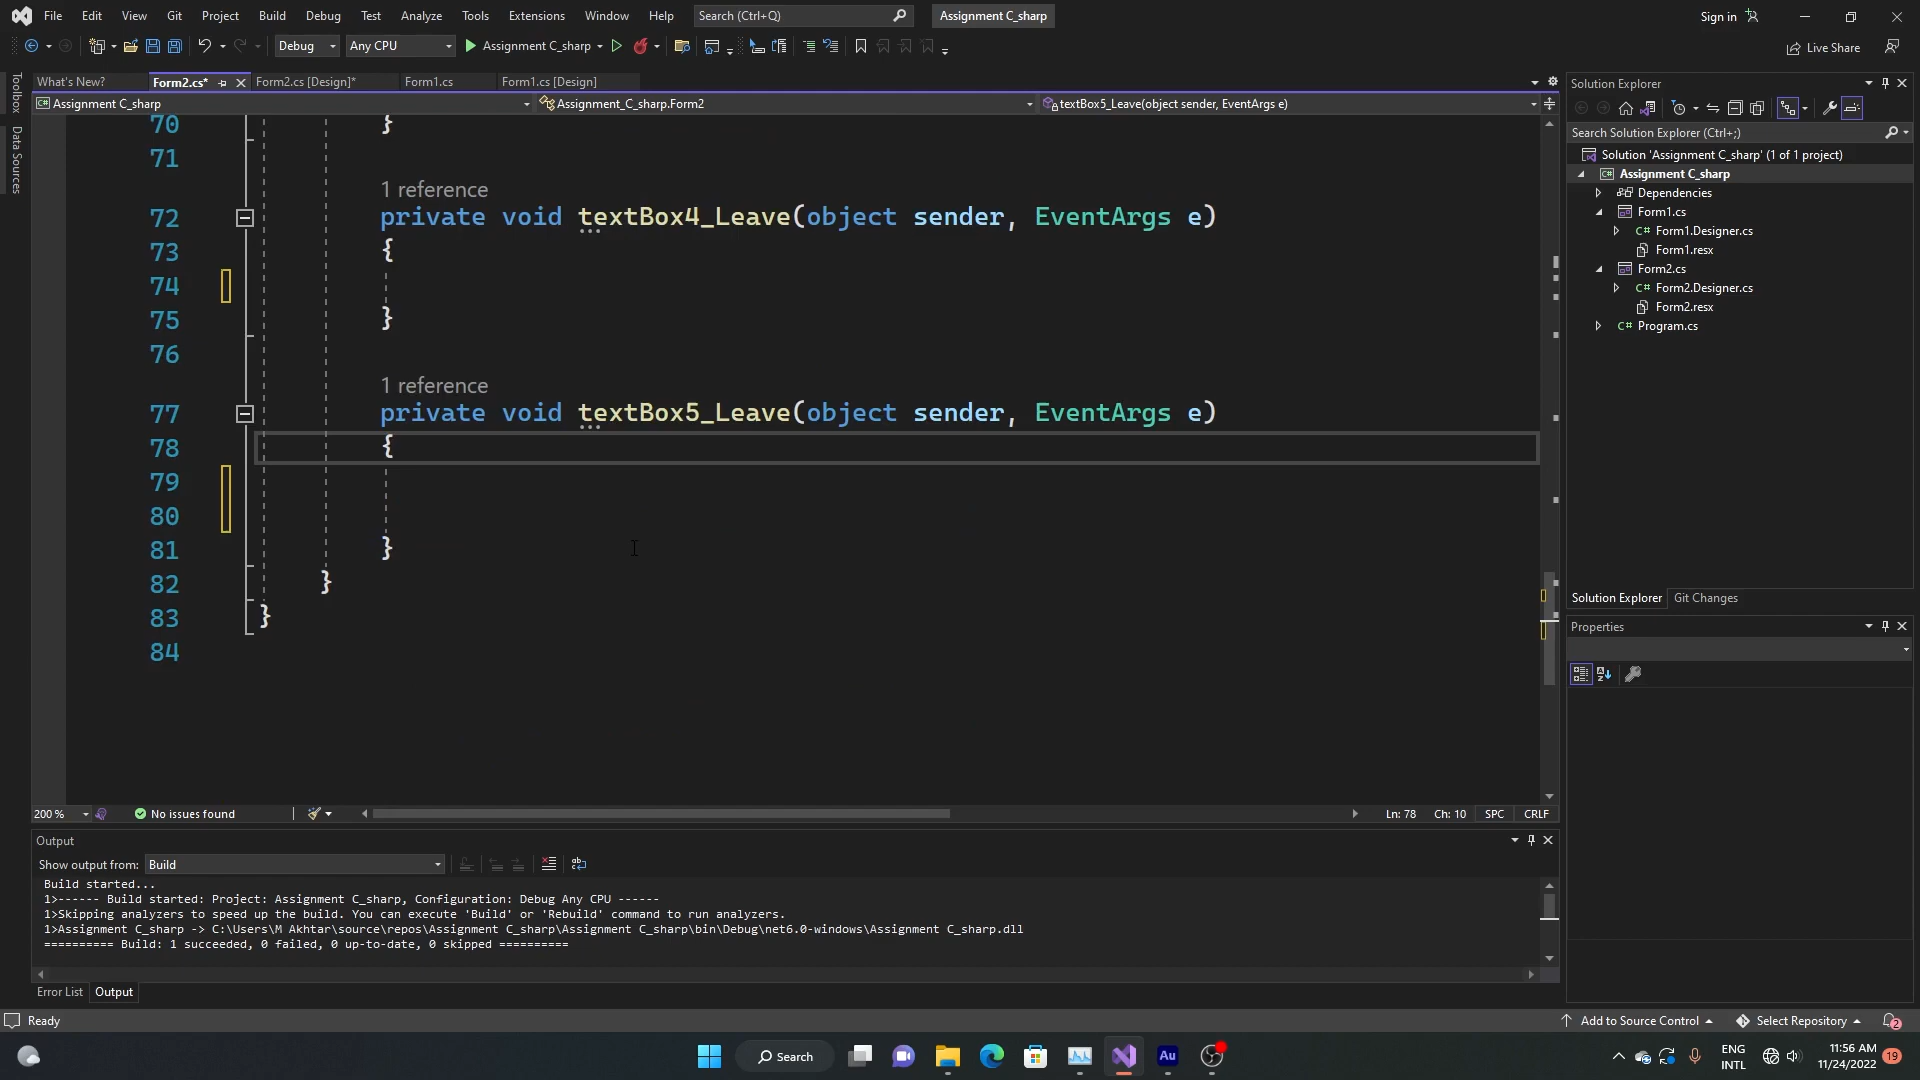 File Edit View Git Project Build Debug Test Analyze Tools Extensions Window Help Search (Ctrl+Q) Assignment C_sharp Sign in
Debug Any CPU Assignment C_sharp Live Share
What's New? Form2.cs* Form2.cs [Design]* Form1.cs Form1.cs [Design]
Assignment C_sharp Assignment_C_sharp.Form2 textBox5_Leave(object sender, EventArgs e)
Toolbox
Data Sources
70 }
71
1 reference
72 private void textBox4_Leave(object sender, EventArgs e)
73 {
74
75 }
76
1 reference
77 private void textBox5_Leave(object sender, EventArgs e)
78 {
79
80
81 }
82 }
83 }
84
200 % No issues found Ln: 78 Ch: 10 SPC CRLF
Output
Show output from: Build
Build started...
1>------ Build started: Project: Assignment C_sharp, Configuration: Debug Any CPU ------
1>Skipping analyzers to speed up the build. You can execute 'Build' or 'Rebuild' command to run analyzers.
1>Assignment C_sharp -> C:\Users\M Akhtar\source\repos\Assignment C_sharp\Assignment C_sharp\bin\Debug\net6.0-windows\Assignment C_sharp.dll
========== Build: 1 succeeded, 0 failed, 0 up-to-date, 0 skipped ==========
Error List Output
Solution Explorer
Search Solution Explorer (Ctrl+;)
Solution 'Assignment C_sharp' (1 of 1 project)
C# Assignment C_sharp
Dependencies
Form1.cs
C# Form1.Designer.cs
Form1.resx
Form2.cs
C# Form2.Designer.cs
Form2.resx
C# Program.cs
Solution Explorer Git Changes
Properties
Ready Add to Source Control Select Repository 2
Search Au ENG INTL 11:56 AM 11/24/2022 19